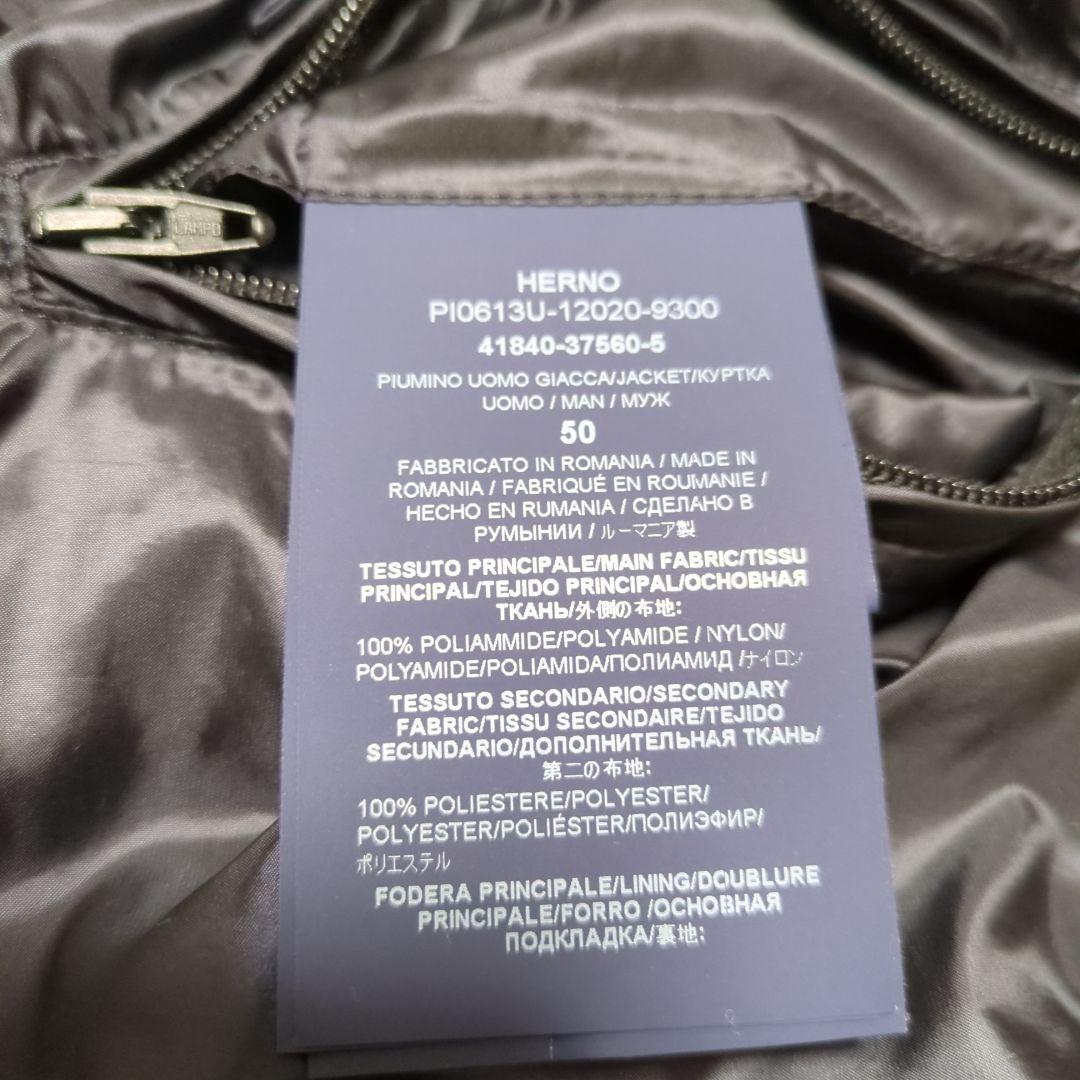 LAMPO
HERNO
PI0613U-12020-9300
41840-37560-5
PIUMINO UOMO GIACCA/JACKET/КУРТКА
UOMO / MAN / МУЖ
50
FABBRICATO IN ROMANIA / MADE IN
ROMANIA / FABRIQUÉ EN ROUMANIE /
HECHO EN RUMANIA / СДЕЛАНО В
РУМЫНИИ / ルーマニア製
TESSUTO PRINCIPALE/MAIN FABRIC/TISSU
PRINCIPAL/TEJIDO PRINCIPAL/ОСНОВНАЯ
ТКАНЬ/外側の布地:
100% POLIAMMIDE/POLYAMIDE / NYLON/
POLYAMIDE/POLIAMIDA/ПОЛИАМИД /ナイロン
TESSUTO SECONDARIO/SECONDARY
FABRIC/TISSU SECONDAIRE/TEJIDO
SECUNDARIO/ДОПОЛНИТЕЛЬНАЯ ТКАНЬ/
第二の布地:
100% POLIESTERE/POLYESTER/
POLYESTER/POLIÉSTER/ПОЛИЭФИР/
ポリエステル
FODERA PRINCIPALE/LINING/DOUBLURE
PRINCIPALE/FORRO /ОСНОВНАЯ
ПОДКЛАДКА/裏地: